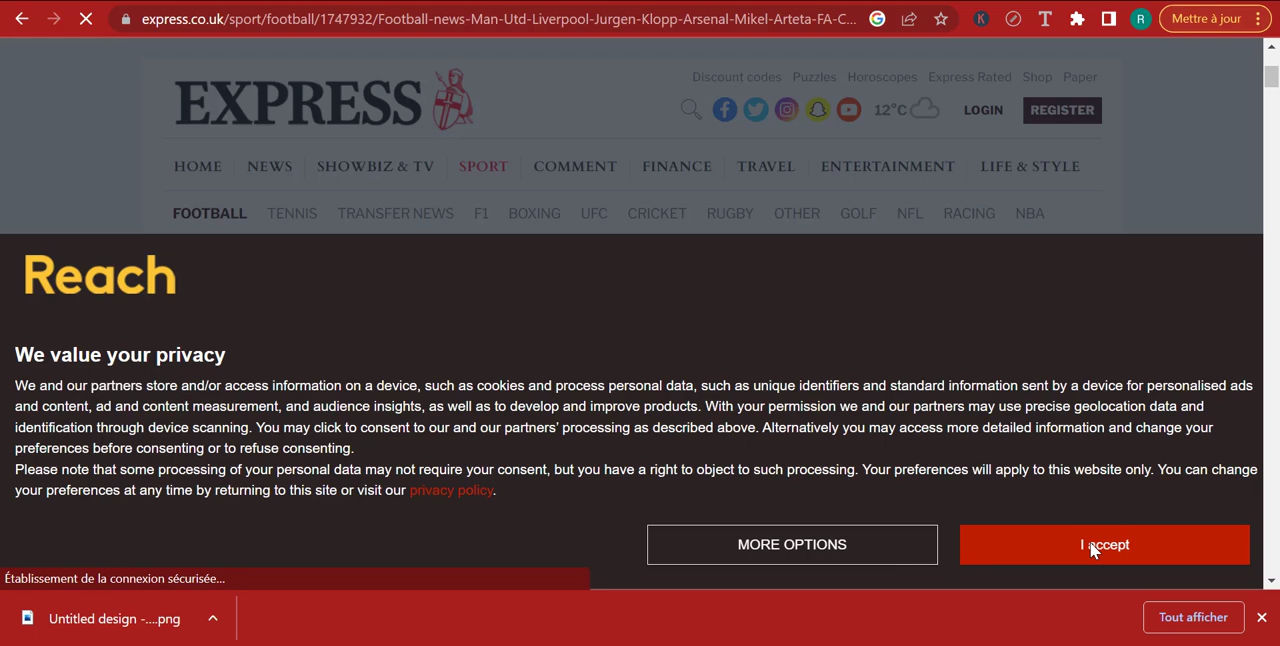 express.co.uk/sport/football/1747932/Football-news-Man-Utd-Liverpool-Jurgen-Klopp-Arsenal-Mikel-Arteta-FA-C...
K
T
R
Mettre à jour
Discount codes Puzzles Horoscopes Express Rated Shop Paper
EXPRESS
12°C LOGIN REGISTER
HOME NEWS SHOWBIZ & TV SPORT COMMENT FINANCE TRAVEL ENTERTAINMENT LIFE & STYLE
FOOTBALL TENNIS TRANSFER NEWS F1 BOXING UFC CRICKET RUGBY OTHER GOLF NFL RACING NBA
Reach
We value your privacy
We and our partners store and/or access information on a device, such as cookies and process personal data, such as unique identifiers and standard information sent by a device for personalised ads
and content, ad and content measurement, and audience insights, as well as to develop and improve products. With your permission we and our partners may use precise geolocation data and
identification through device scanning. You may click to consent to our and our partners’ processing as described above. Alternatively you may access more detailed information and change your
preferences before consenting or to refuse consenting.
Please note that some processing of your personal data may not require your consent, but you have a right to object to such processing. Your preferences will apply to this website only. You can change
your preferences at any time by returning to this site or visit our privacy policy.
MORE OPTIONS
I accept
Établissement de la connexion sécurisée...
Untitled design -....png
Tout afficher